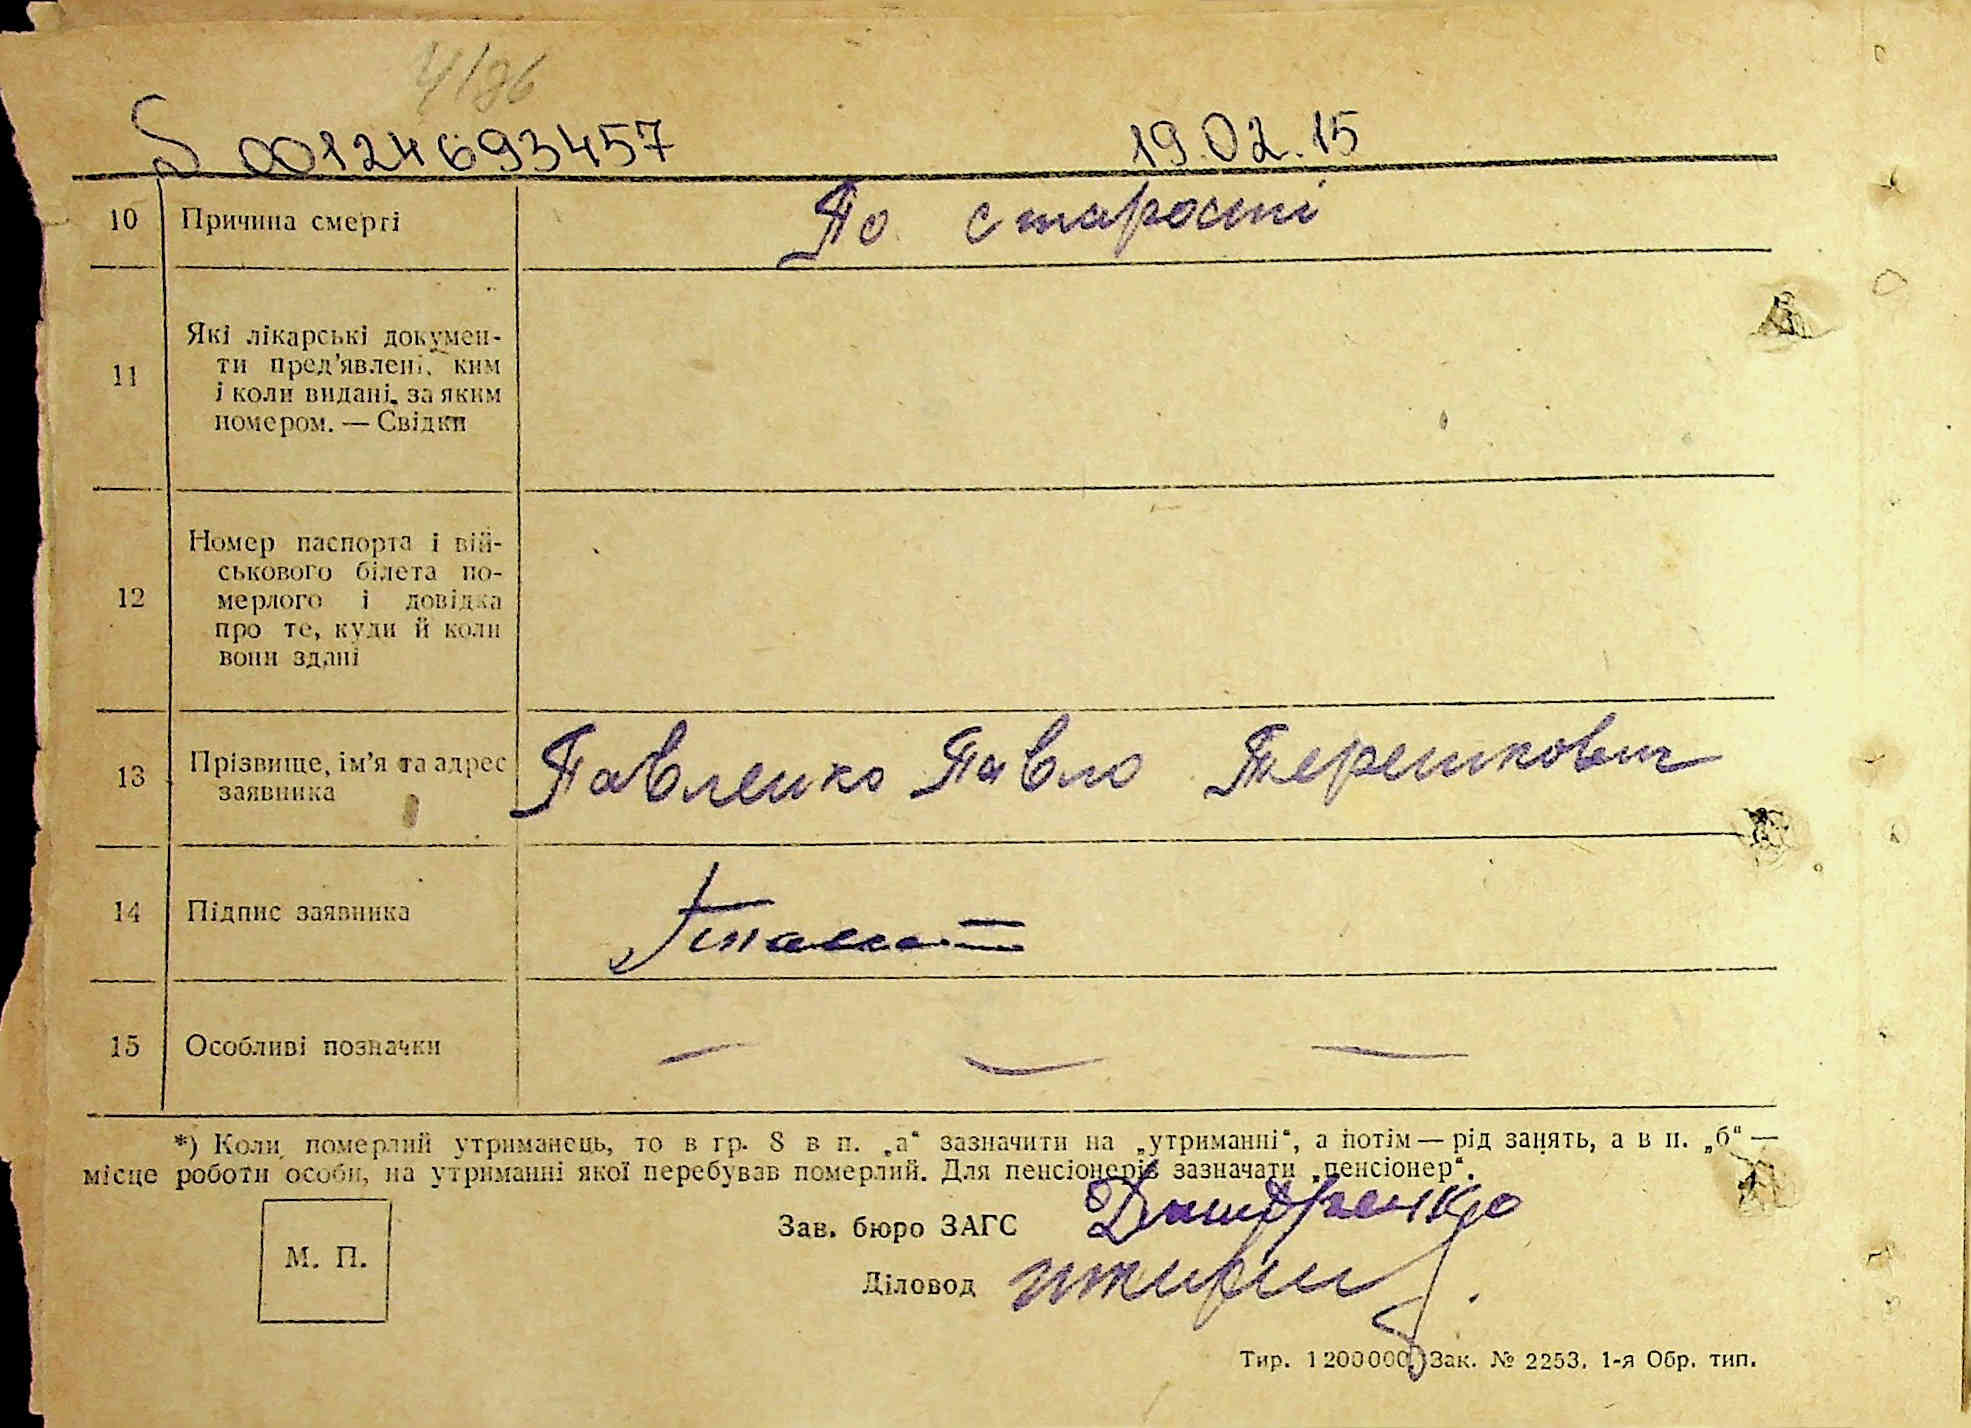 00124693457 19.02.15
10 Причина смерті По старості
11 Які лікарські докумен-
ти пред'явлені, ким
і коли видані, за яким
номером. — Свідки
12 Номер паспорта і вій-
ськового білета по-
мерлого і довідка
про те, куди й коли
вони здані
13 Прізвище, ім'я та адрес
заявника
Павленко Павло Терешкович
14 Підпис заявника
15 Особливі позначки — — —
*) Коли померлий утриманець, то в гр. 8 в п. „а“ зазначити на „утриманні“, а потім — рід занять, а в п. „б“ —
місце роботи особи, на утриманні якої перебував померлий. Для пенсіонерів зазначати „пенсіонер“.
Зав. бюро ЗАГС
М. П.
Діловод
Тир. 1200000. Зак. № 2253. 1-я Обр. тип.